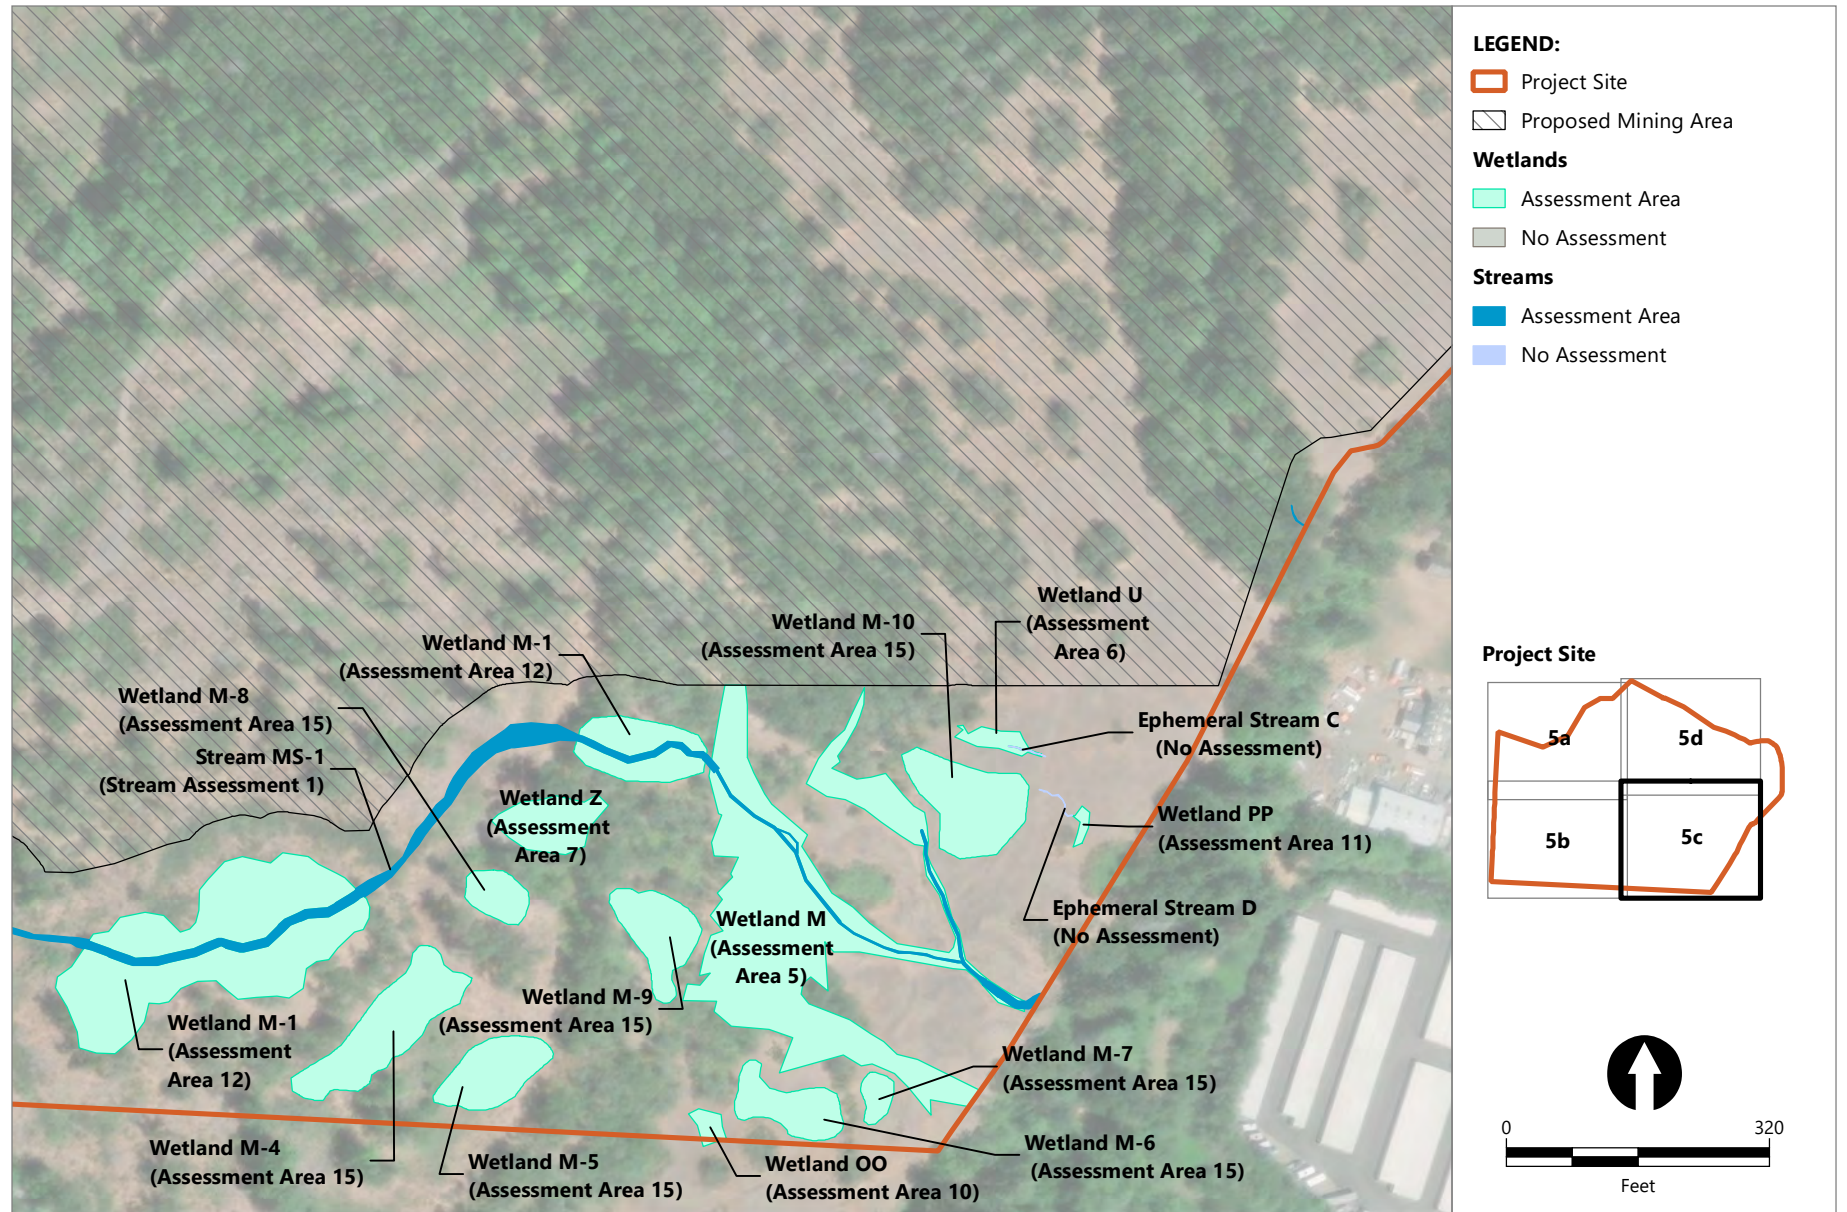 LEGEND:
Project Site
Proposed Mining Area
Wetlands
Assessment Area
No Assessment
Streams
Assessment Area
No Assessment
Wetland U
(Assessment
Area 6)
Wetland M-10
(Assessment Area 15)
Wetland M-1
(Assessment Area 12)
Wetland M-8
(Assessment Area 15)
Stream MS-1
(Stream Assessment 1)
Ephemeral Stream C
(No Assessment)
Wetland Z
(Assessment
Area 7)
Wetland PP
(Assessment Area 11)
Ephemeral Stream D
(No Assessment)
Wetland M
(Assessment
Area 5)
Wetland M-9
(Assessment Area 15)
Wetland M-1
(Assessment
Area 12)
Wetland M-7
(Assessment Area 15)
Wetland M-4
(Assessment Area 15)
Wetland M-5
(Assessment Area 15)
Wetland OO
(Assessment Area 10)
Wetland M-6
(Assessment Area 15)
Project Site
5a
5d
5b
5c
0 320
Feet